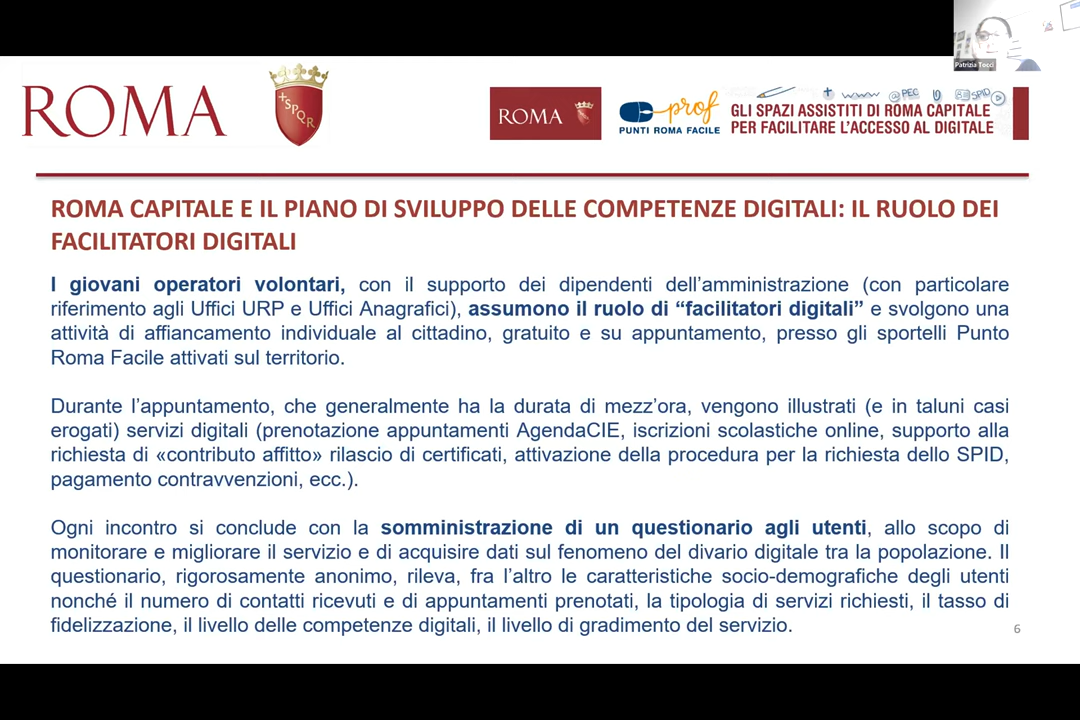 Patrizia Tocci
ROMA
SPQR
ROMA
prof
PUNTI ROMA FACILE
www @PEC SPID
GLI SPAZI ASSISTITI DI ROMA CAPITALE
PER FACILITARE L'ACCESSO AL DIGITALE
ROMA CAPITALE E IL PIANO DI SVILUPPO DELLE COMPETENZE DIGITALI: IL RUOLO DEI
FACILITATORI DIGITALI
I giovani operatori volontari, con il supporto dei dipendenti dell'amministrazione (con particolare
riferimento agli Uffici URP e Uffici Anagrafici), assumono il ruolo di “facilitatori digitali” e svolgono una
attività di affiancamento individuale al cittadino, gratuito e su appuntamento, presso gli sportelli Punto
Roma Facile attivati sul territorio.
Durante l'appuntamento, che generalmente ha la durata di mezz'ora, vengono illustrati (e in taluni casi
erogati) servizi digitali (prenotazione appuntamenti AgendaCIE, iscrizioni scolastiche online, supporto alla
richiesta di «contributo affitto» rilascio di certificati, attivazione della procedura per la richiesta dello SPID,
pagamento contravvenzioni, ecc.).
Ogni incontro si conclude con la somministrazione di un questionario agli utenti, allo scopo di
monitorare e migliorare il servizio e di acquisire dati sul fenomeno del divario digitale tra la popolazione. Il
questionario, rigorosamente anonimo, rileva, fra l'altro le caratteristiche socio-demografiche degli utenti
nonché il numero di contatti ricevuti e di appuntamenti prenotati, la tipologia di servizi richiesti, il tasso di
fidelizzazione, il livello delle competenze digitali, il livello di gradimento del servizio.
6